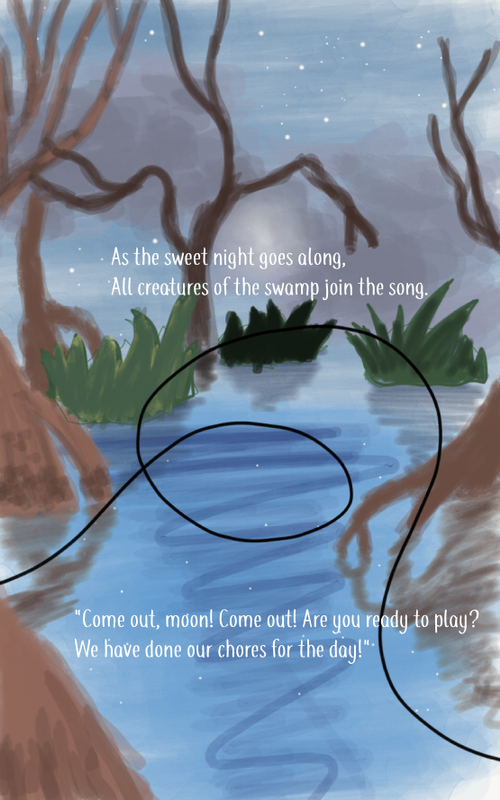 As the sweet night goes along,
All creatures of the swamp join the song.
"Come out, moon! Come out! Are you ready to play?
We have done our chores for the day!"